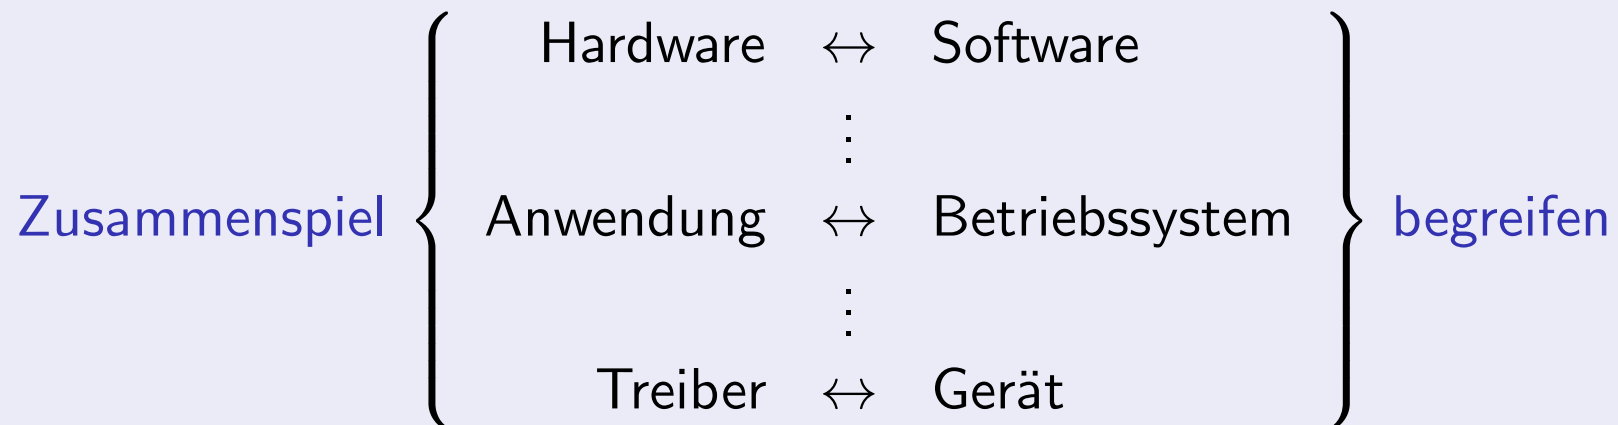 Hardware ↔ Software
⋮
Zusammenspiel { Anwendung ↔ Betriebssystem } begreifen
⋮
Treiber ↔ Gerät